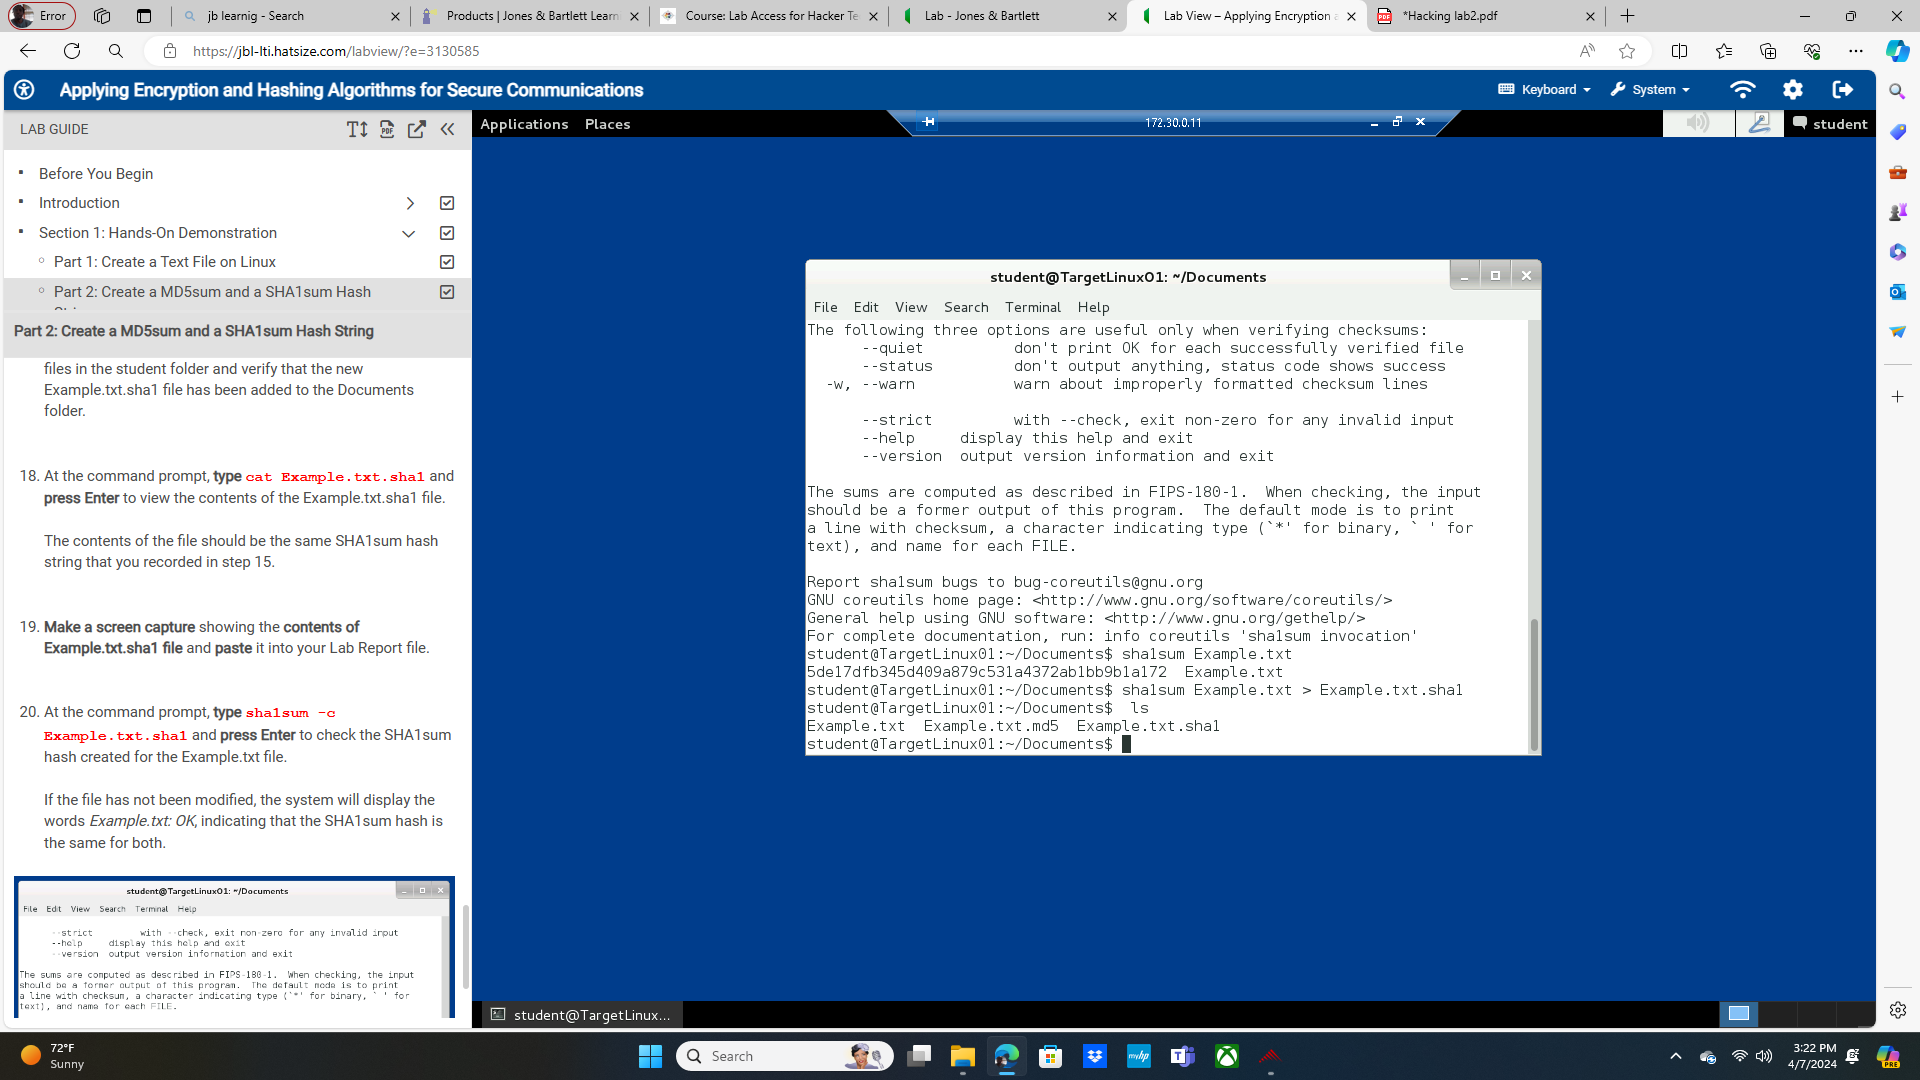 Error
jb learnig - Search
Products | Jones & Bartlett Learni
Course: Lab Access for Hacker Te
Lab - Jones & Bartlett
Lab View – Applying Encryption a
*Hacking lab2.pdf
https://jbl-lti.hatsize.com/labview/?e=3130585
Applying Encryption and Hashing Algorithms for Secure Communications
Keyboard
System
LAB GUIDE
Applications Places
172.30.0.11
student
Before You Begin
Introduction
Section 1: Hands-On Demonstration
Part 1: Create a Text File on Linux
Part 2: Create a MD5sum and a SHA1sum Hash
Part 2: Create a MD5sum and a SHA1sum Hash String
files in the student folder and verify that the new
Example.txt.sha1 file has been added to the Documents
folder.
18. At the command prompt, type cat Example.txt.sha1 and
press Enter to view the contents of the Example.txt.sha1 file.
The contents of the file should be the same SHA1sum hash
string that you recorded in step 15.
19. Make a screen capture showing the contents of
Example.txt.sha1 file and paste it into your Lab Report file.
20. At the command prompt, type sha1sum -c
Example.txt.sha1 and press Enter to check the SHA1sum
hash created for the Example.txt file.
If the file has not been modified, the system will display the
words Example.txt: OK, indicating that the SHA1sum hash is
the same for both.
student@TargetLinux01: ~/Documents
File Edit View Search Terminal Help
--strict with --check, exit non-zero for any invalid input
--help display this help and exit
--version output version information and exit
The sums are computed as described in FIPS-180-1. When checking, the input
should be a former output of this program. The default mode is to print
a line with checksum, a character indicating type (`*' for binary, ` ' for
text), and name for each FILE.
student@TargetLinux01: ~/Documents
File Edit View Search Terminal Help
The following three options are useful only when verifying checksums:
--quiet don't print OK for each successfully verified file
--status don't output anything, status code shows success
-w, --warn warn about improperly formatted checksum lines
--strict with --check, exit non-zero for any invalid input
--help display this help and exit
--version output version information and exit
The sums are computed as described in FIPS-180-1. When checking, the input
should be a former output of this program. The default mode is to print
a line with checksum, a character indicating type (`*' for binary, ` ' for
text), and name for each FILE.
Report sha1sum bugs to bug-coreutils@gnu.org
GNU coreutils home page: <http://www.gnu.org/software/coreutils/>
General help using GNU software: <http://www.gnu.org/gethelp/>
For complete documentation, run: info coreutils 'sha1sum invocation'
student@TargetLinux01:~/Documents$ sha1sum Example.txt
5de17dfb345d409a879c531a4372ab1bb9b1a172 Example.txt
student@TargetLinux01:~/Documents$ sha1sum Example.txt > Example.txt.sha1
student@TargetLinux01:~/Documents$ ls
Example.txt Example.txt.md5 Example.txt.sha1
student@TargetLinux01:~/Documents$
student@TargetLinux...
72°F
Sunny
Search
myhp
3:22 PM
4/7/2024
PRE